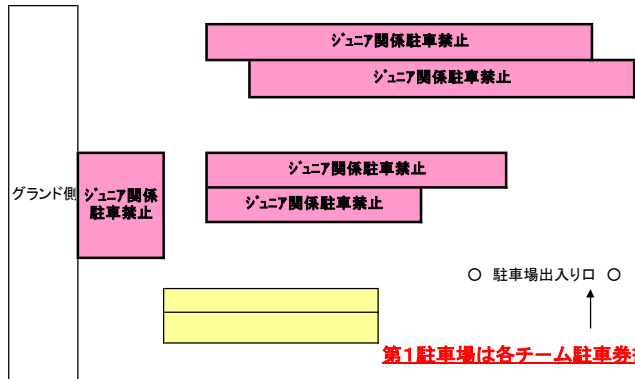 ｼﾞｭﾆｱ関係駐車禁止
ｼﾞｭﾆｱ関係駐車禁止
グランド側
ｼﾞｭﾆｱ関係
駐車禁止
ｼﾞｭﾆｱ関係駐車禁止
ｼﾞｭﾆｱ関係駐車禁止
○ 駐車場出入り口 ○
第１駐車場は各チーム駐車券